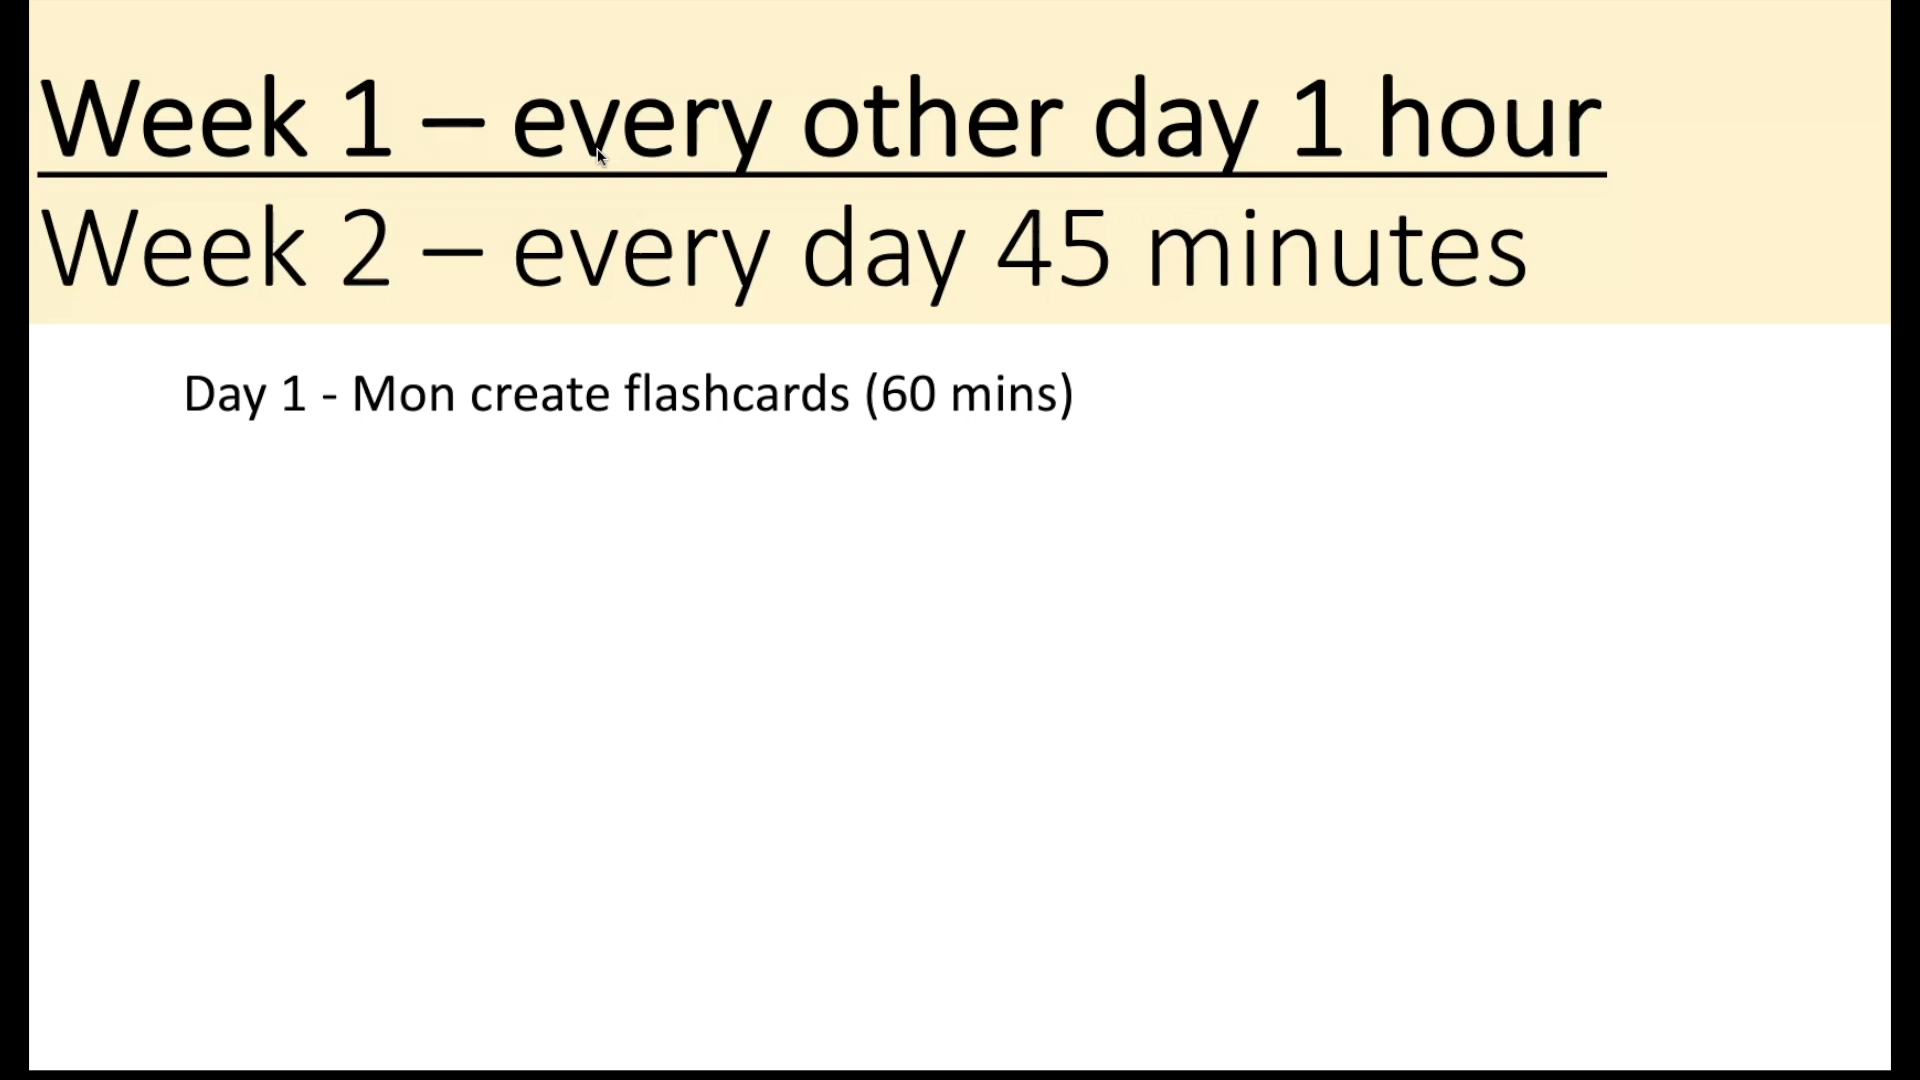 Week 1 – every other day 1 hour
Week 2 – every day 45 minutes
Day 1 - Mon create flashcards (60 mins)